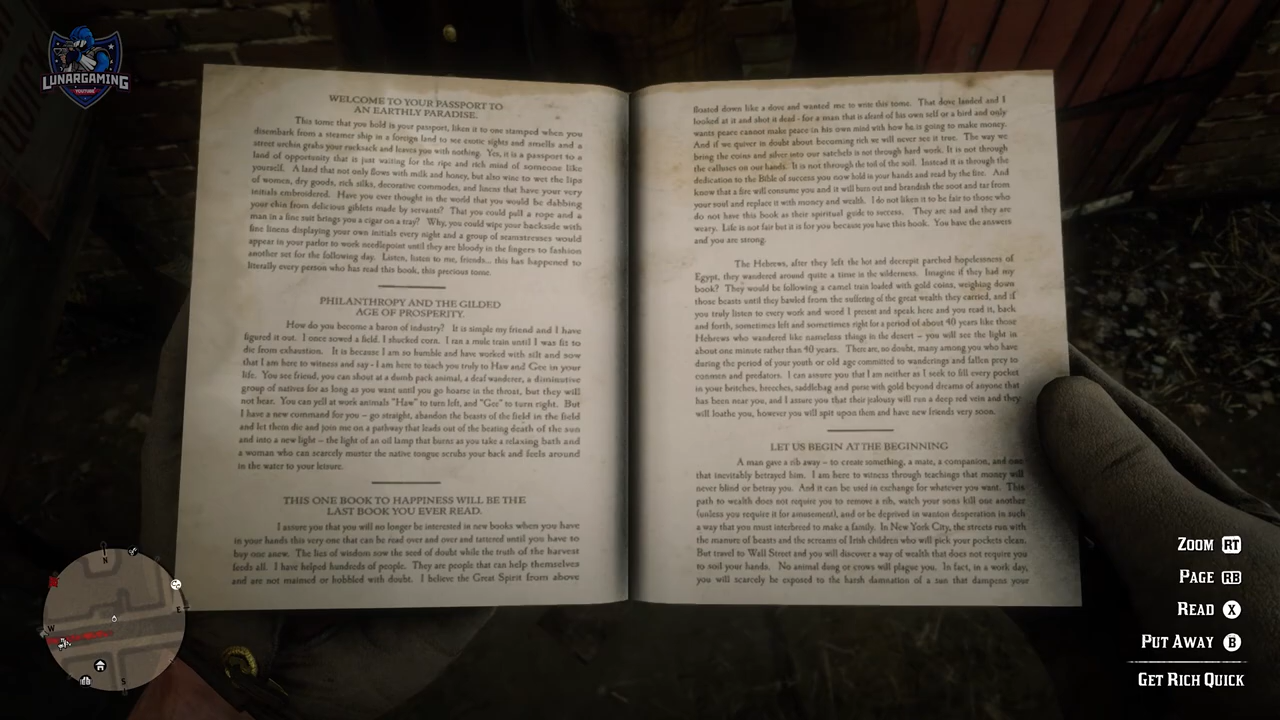 LUNARGAMING
YOUTUBE
WELCOME TO YOUR PASSPORT TO
AN EARTHLY PARADISE.
This tome that you hold is your passport, liken it to one stamped when you
disembark from a steamer ship in a foreign land to see exotic sights and smells and a
street urchin grabs your rucksack and leaves you with nothing. Yes, it is a passport to a
land of opportunity that is just waiting for the ripe and rich mind of someone like
yourself. A land that not only flows with milk and honey, but also wine to wet the lips
of women, dry goods, rich silks, decorative commodes, and linens that have your very
initials embroidered. Have you ever thought in the world that you would be dabbing
your chin from delicious giblets made by servants? That you could pull a rope and a
man in a fine suit brings you a cigar on a tray? Why, you could wipe your backside with
fine linens displaying your own initials every night and a group of seamstresses would
appear in your parlor to work needlepoint until they are bloody in the fingers to fashion
another set for the following day. Listen, listen to me, friends... this has happened to
literally every person who has read this book, this precious tome.
PHILANTHROPY AND THE GILDED
AGE OF PROSPERITY.
How do you become a baron of industry? It is simple my friend and I have
figured it out. I once sowed a field. I shucked corn. I ran a mule train until I was fit to
die from exhaustion. It is because I am so humble and have worked with silt and sow
that I am here to witness and say - I am here to teach you truly to Haw and Gee in your
life. You see friend, you can shout at a dumb pack animal, a deaf wanderer, a diminutive
group of natives for as long as you want until you go hoarse in the throat, but they will
not hear. You can yell at work animals "Haw" to turn left, and "Gee" to turn right. But
I have a new command for you – go straight, abandon the beasts of the field in the field
and let them die and join me on a pathway that leads out of the beating death of the sun
and into a new light – the light of an oil lamp that burns as you take a relaxing bath and
a woman who can scarcely muster the native tongue scrubs your back and feels around
in the water to your leisure.
THIS ONE BOOK TO HAPPINESS WILL BE THE
LAST BOOK YOU EVER READ.
I assure you that you will no longer be interested in new books when you have
in your hands this very one that can be read over and over and tattered until you have to
buy one anew. The lies of wisdom sow the seed of doubt while the truth of the harvest
feeds all. I have helped hundreds of people. They are people that can help themselves
and are not maimed or hobbled with doubt. I believe the Great Spirit from above
floated down like a dove and wanted me to write this tome. That dove landed and I
looked at it and shot it dead - for a man that is afraid of his own self or a bird and only
wants peace cannot make peace in his own mind with how he is going to make money.
And if we quiver in doubt about becoming rich we will never see it true. The way we
bring the coins and silver into our satchels is not through hard work. It is not through
the calluses on our hands. It is not through the toil of the soil. Instead it is through the
dedication to the Bible of success you now hold in your hands and read by the fire. And
know that a fire will consume you and it will burn out and brandish the soot and tar from
your soul and replace it with money and wealth. I do not liken it to be fair to those who
do not have this book as their spiritual guide to success. They are sad and they are
weary. Life is not fair but it is for you because you have this book. You have the answers
and you are strong.
The Hebrews, after they left the hot and decrepit parched hopelessness of
Egypt, they wandered around quite a time in the wilderness. Imagine if they had my
book? They would be following a camel train loaded with gold coins, weighing down
those beasts until they bawled from the suffering of the great wealth they carried, and if
you truly listen to every work and word I present and speak here and you read it, back
and forth, sometimes left and sometimes right for a period of about 40 years like those
Hebrews who wandered like nameless things in the desert – you will see the light in
about one minute rather than 40 years. There are, no doubt, many among you who have
during the period of your youth or old age committed to wanderings and fallen prey to
conmen and predators. I can assure you that I am neither as I seek to fill every pocket
in your britches, breeches, saddlebag and purse with gold beyond dreams of anyone that
has been near you, and I assure you that their jealousy will run a deep red vein and they
will loathe you, however you will spit upon them and have new friends very soon.
LET US BEGIN AT THE BEGINNING
A man gave a rib away – to create something, a mate, a companion, and one
that inevitably betrayed him. I am here to witness through teachings that money will
never blind or betray you. And it can be used in exchange for whatever you want. This
path to wealth does not require you to remove a rib, watch your sons kill one another
(unless you require it for amusement), and or be deprived in wanton desperation in such
a way that you must interbreed to make a family. In New York City, the streets run with
the manure of beasts and the screams of Irish children who will pick your pockets clean.
But travel to Wall Street and you will discover a way of wealth that does not require you
to soil your hands. No animal dung or crows will plague you. In fact, in a work day,
you will scarcely be exposed to the harsh damnation of a sun that dampens your
N
E
W
S
ZOOM RT
PAGE RB
READ X
PUT AWAY B
GET RICH QUICK